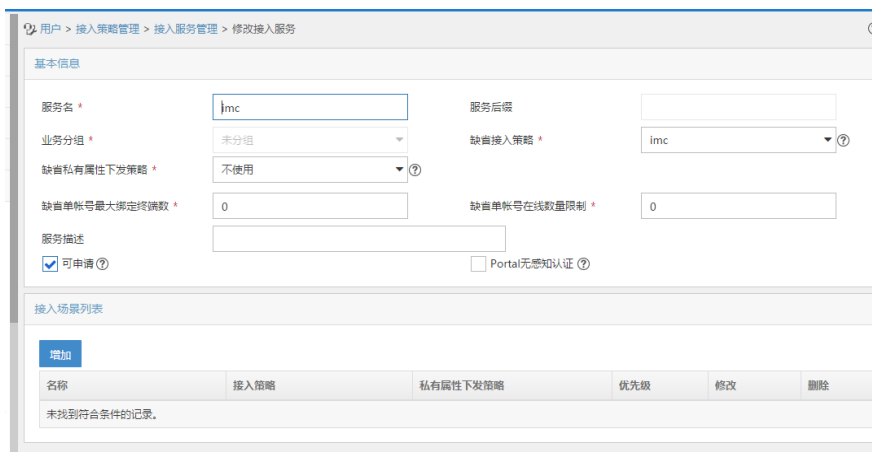 用户 > 接入策略管理 > 接入服务管理 > 修改接入服务
基本信息
服务名 * imc 服务后缀
业务分组 * 未分组 缺省接入策略 * imc
缺省私有属性下发策略 * 不使用
缺省单帐号最大绑定终端数 * 0 缺省单帐号在线数量限制 * 0
服务描述
可申请 Portal无感知认证
接入场景列表
增加
名称 接入策略 私有属性下发策略 优先级 修改 删除
未找到符合条件的记录。